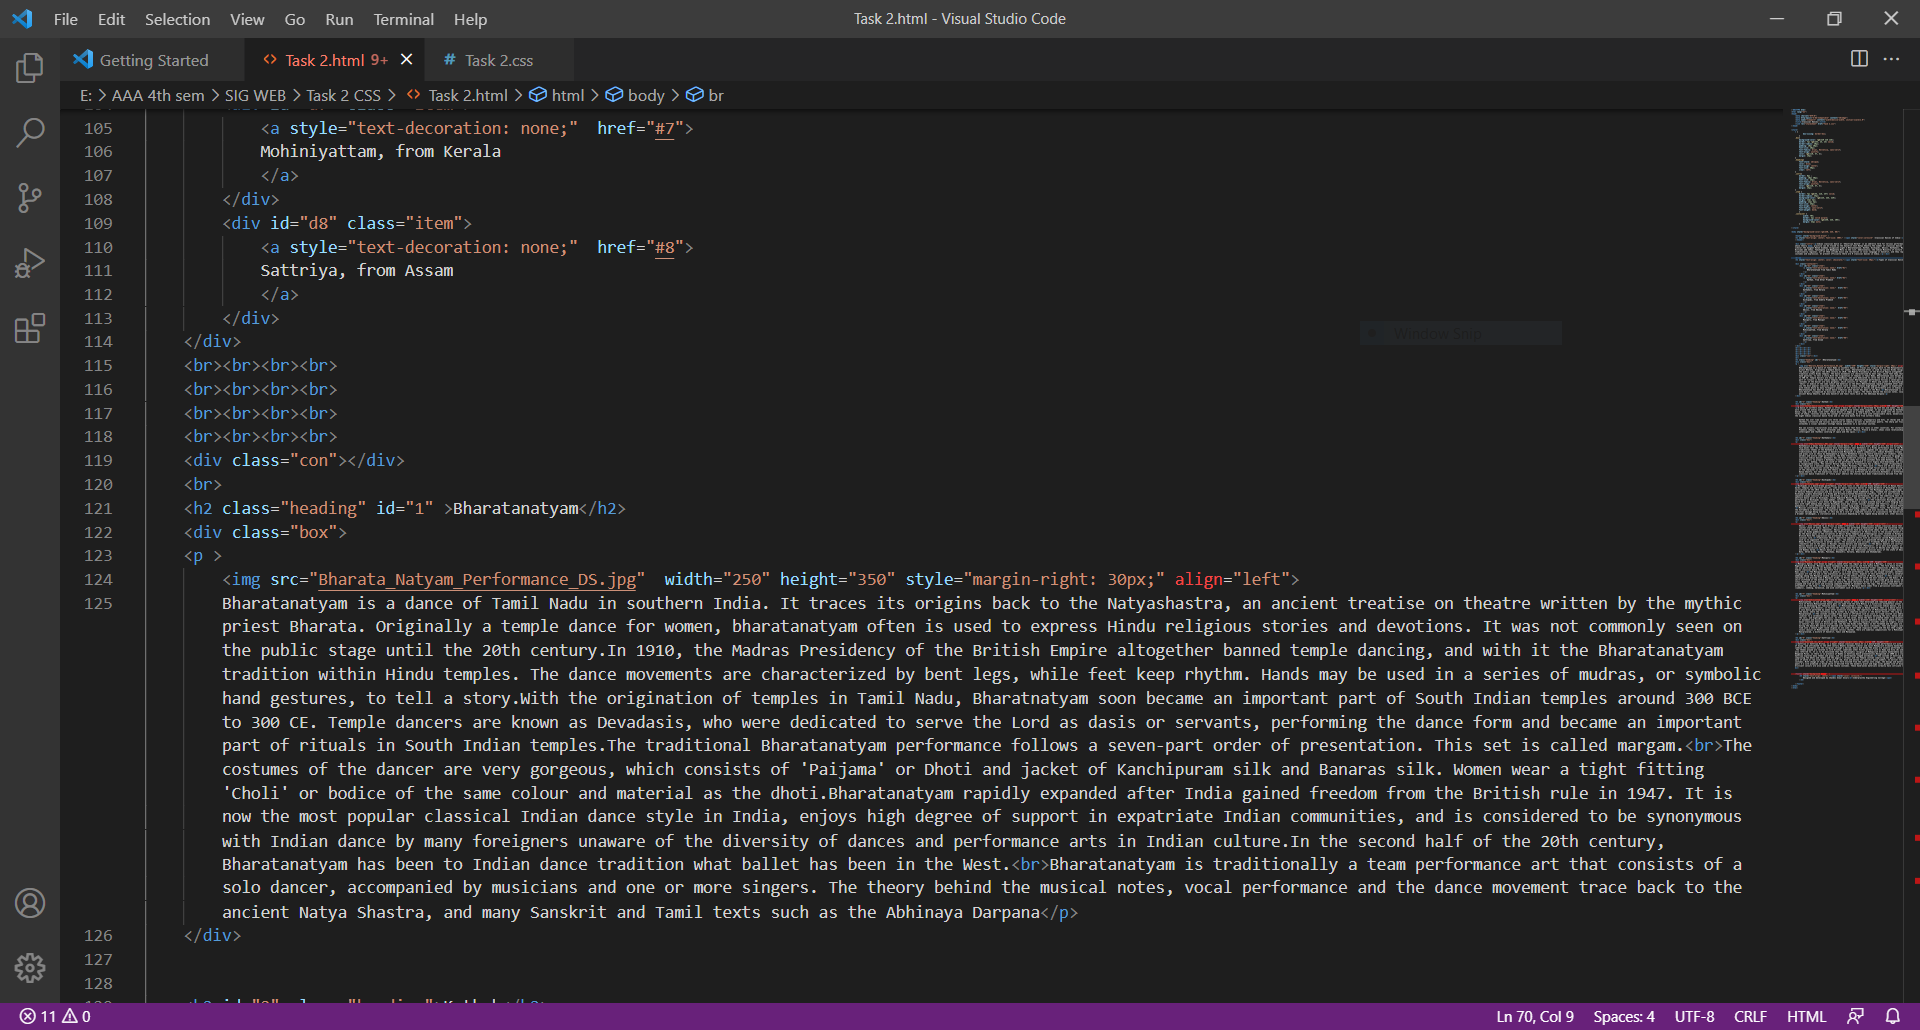 File Edit Selection View Go Run Terminal Help Task 2.html - Visual Studio Code
Getting Started <> Task 2.html 9+ # Task 2.css
E: > AAA 4th sem > SIG WEB > Task 2 CSS > <> Task 2.html > html > body > br
105 <a style="text-decoration: none;"  href="#7">
106 Mohiniyattam, from Kerala
107 </a>
108 </div>
109 <div id="d8" class="item">
110 <a style="text-decoration: none;"  href="#8">
111 Sattriya, from Assam
112 </a>
113 </div>
Window Snip
114 </div>
115 <br><br><br><br>
116 <br><br><br><br>
117 <br><br><br><br>
118 <br><br><br><br>
119 <div class="con"></div>
120 <br>
121 <h2 class="heading" id="1" >Bharatanatyam</h2>
122 <div class="box">
123 <p >
124 <img src="Bharata_Natyam_Performance_DS.jpg"  width="250" height="350" style="margin-right: 30px;" align="left">
125 Bharatanatyam is a dance of Tamil Nadu in southern India. It traces its origins back to the Natyashastra, an ancient treatise on theatre written by the mythic
priest Bharata. Originally a temple dance for women, bharatanatyam often is used to express Hindu religious stories and devotions. It was not commonly seen on
the public stage until the 20th century.In 1910, the Madras Presidency of the British Empire altogether banned temple dancing, and with it the Bharatanatyam
tradition within Hindu temples. The dance movements are characterized by bent legs, while feet keep rhythm. Hands may be used in a series of mudras, or symbolic
hand gestures, to tell a story.With the origination of temples in Tamil Nadu, Bharatnatyam soon became an important part of South Indian temples around 300 BCE
to 300 CE. Temple dancers are known as Devadasis, who were dedicated to serve the Lord as dasis or servants, performing the dance form and became an important
part of rituals in South Indian temples.The traditional Bharatanatyam performance follows a seven-part order of presentation. This set is called margam.<br>The
costumes of the dancer are very gorgeous, which consists of 'Paijama' or Dhoti and jacket of Kanchipuram silk and Banaras silk. Women wear a tight fitting
'Choli' or bodice of the same colour and material as the dhoti.Bharatanatyam rapidly expanded after India gained freedom from the British rule in 1947. It is
now the most popular classical Indian dance style in India, enjoys high degree of support in expatriate Indian communities, and is considered to be synonymous
with Indian dance by many foreigners unaware of the diversity of dances and performance arts in Indian culture.In the second half of the 20th century,
Bharatanatyam has been to Indian dance tradition what ballet has been in the West.<br>Bharatanatyam is traditionally a team performance art that consists of a
solo dancer, accompanied by musicians and one or more singers. The theory behind the musical notes, vocal performance and the dance movement trace back to the
ancient Natya Shastra, and many Sanskrit and Tamil texts such as the Abhinaya Darpana</p>
126 </div>
127
128
11 0 Ln 70, Col 9 Spaces: 4 UTF-8 CRLF HTML